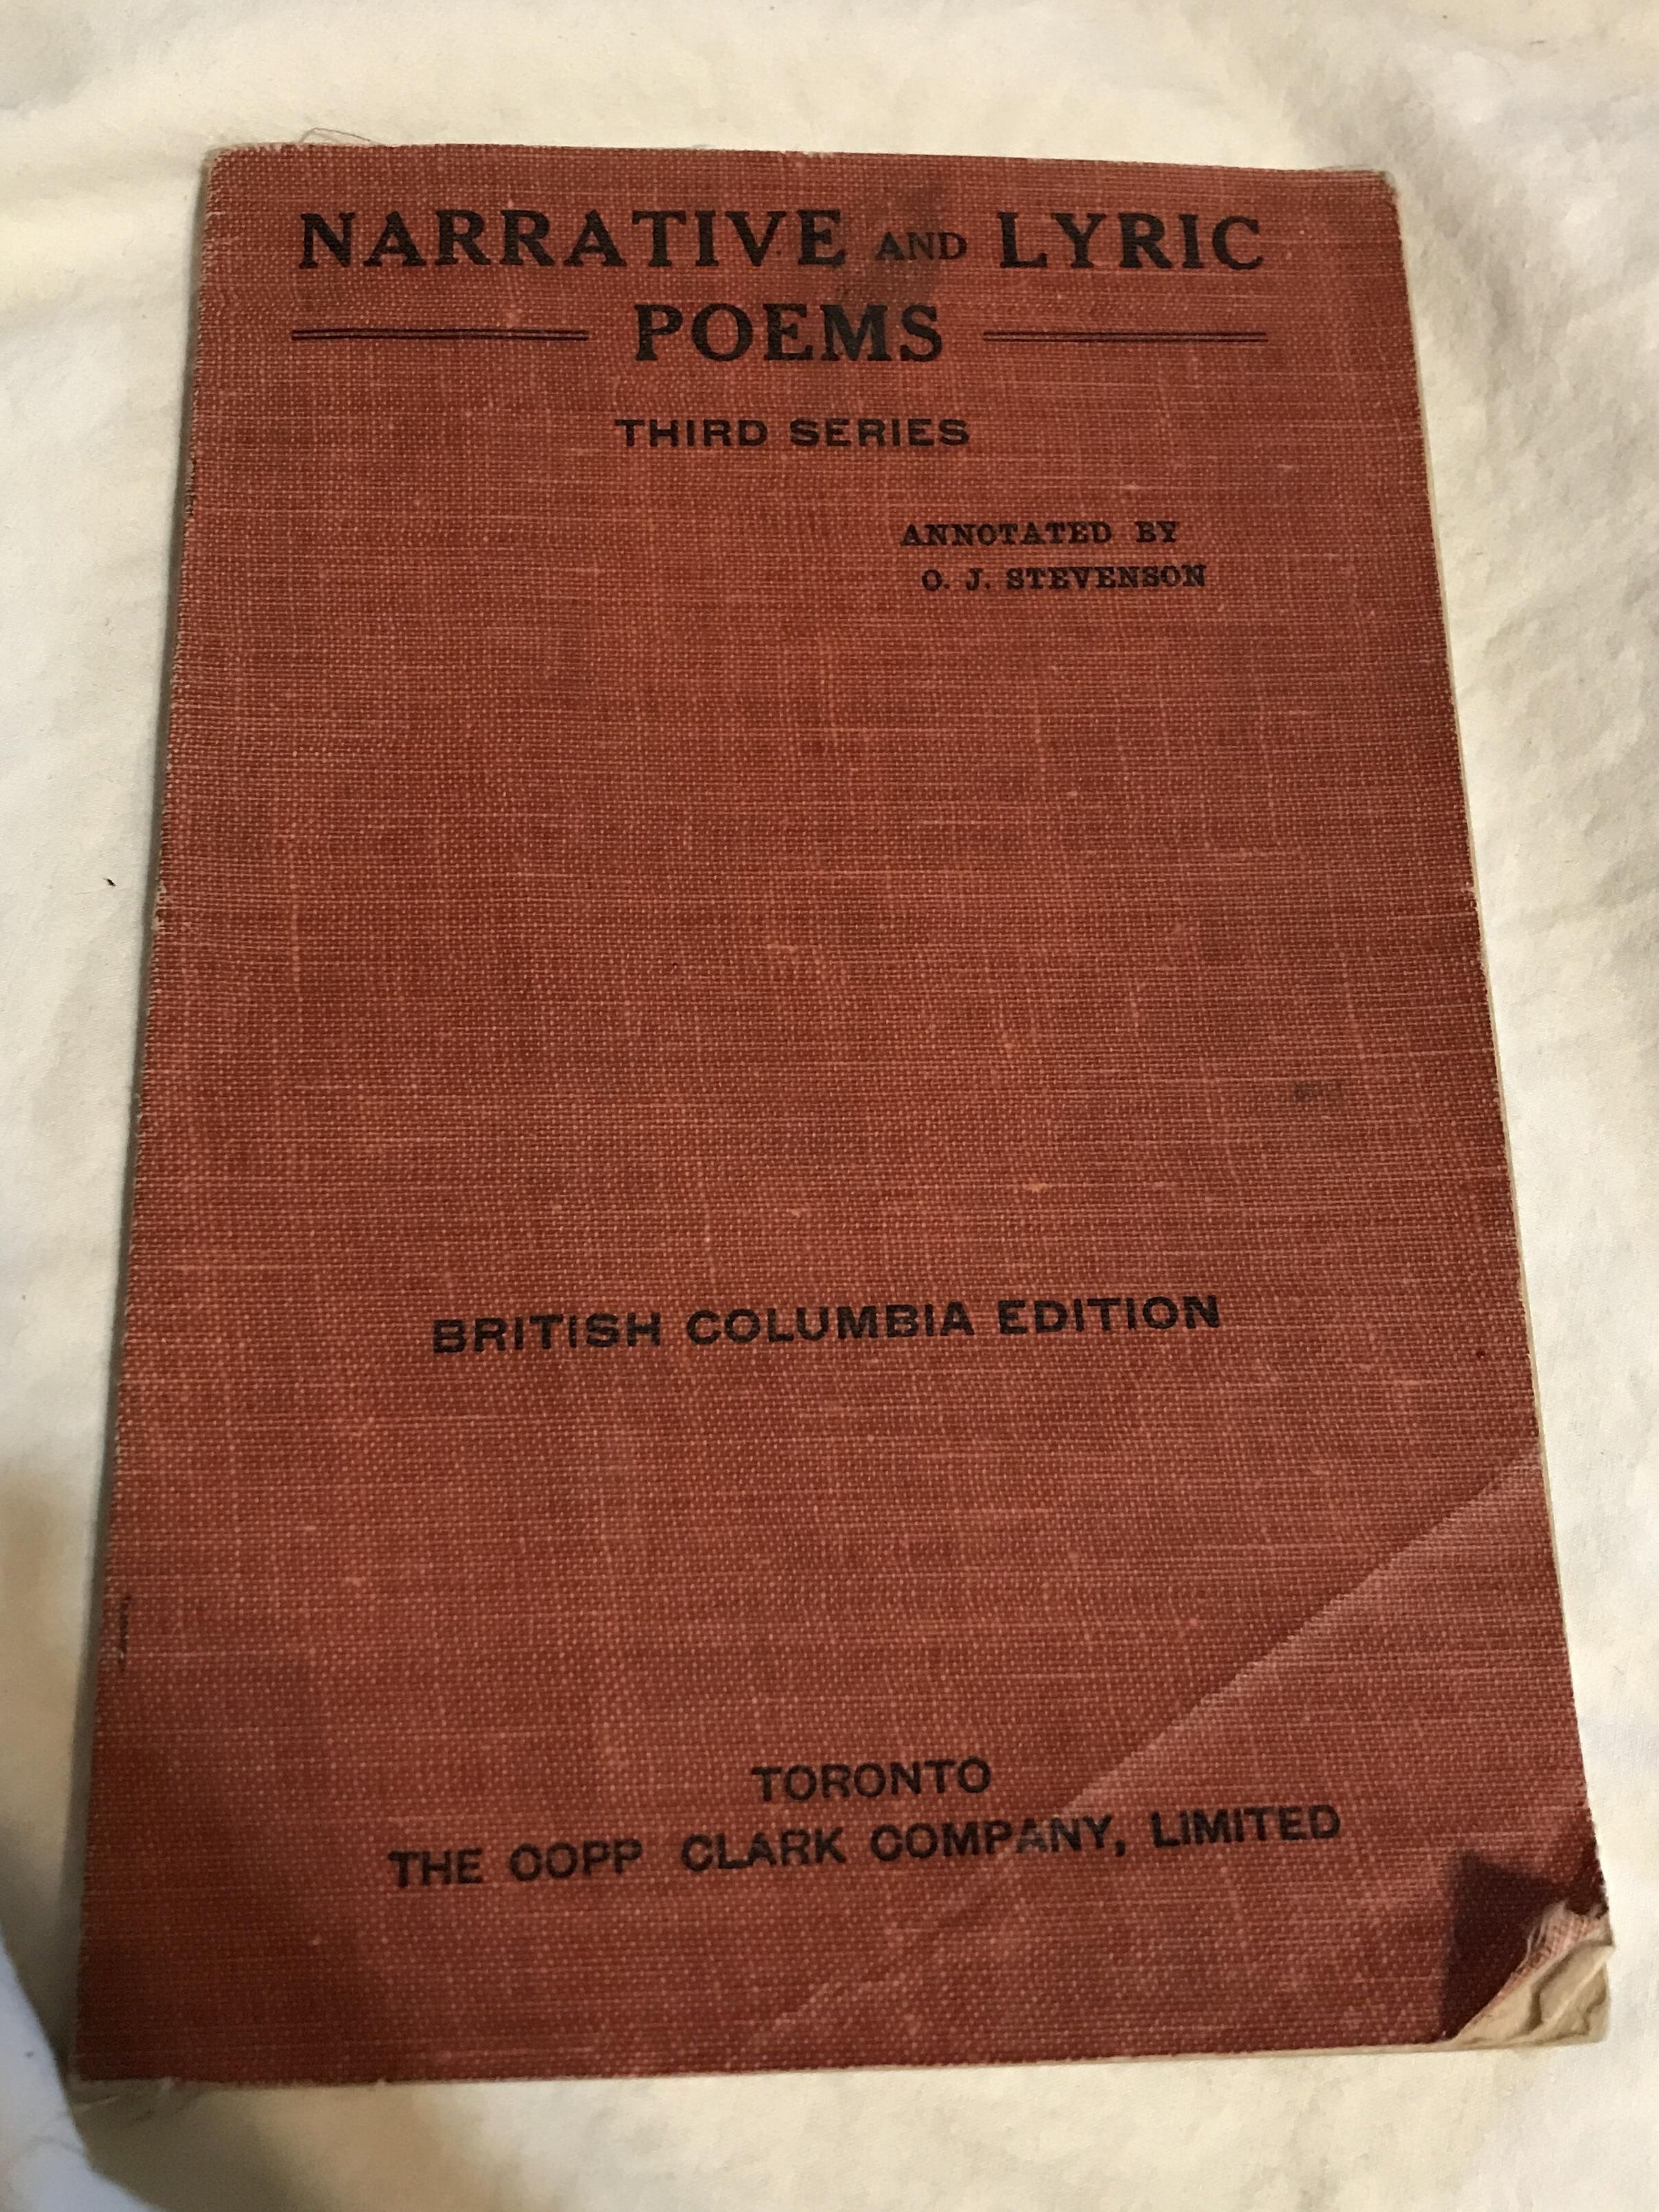 NARRATIVE AND LYRIC
POEMS
THIRD SERIES
ANNOTATED BY
O. J. STEVENSON
BRITISH COLUMBIA EDITION
TORONTO
THE COPP CLARK COMPANY, LIMITED